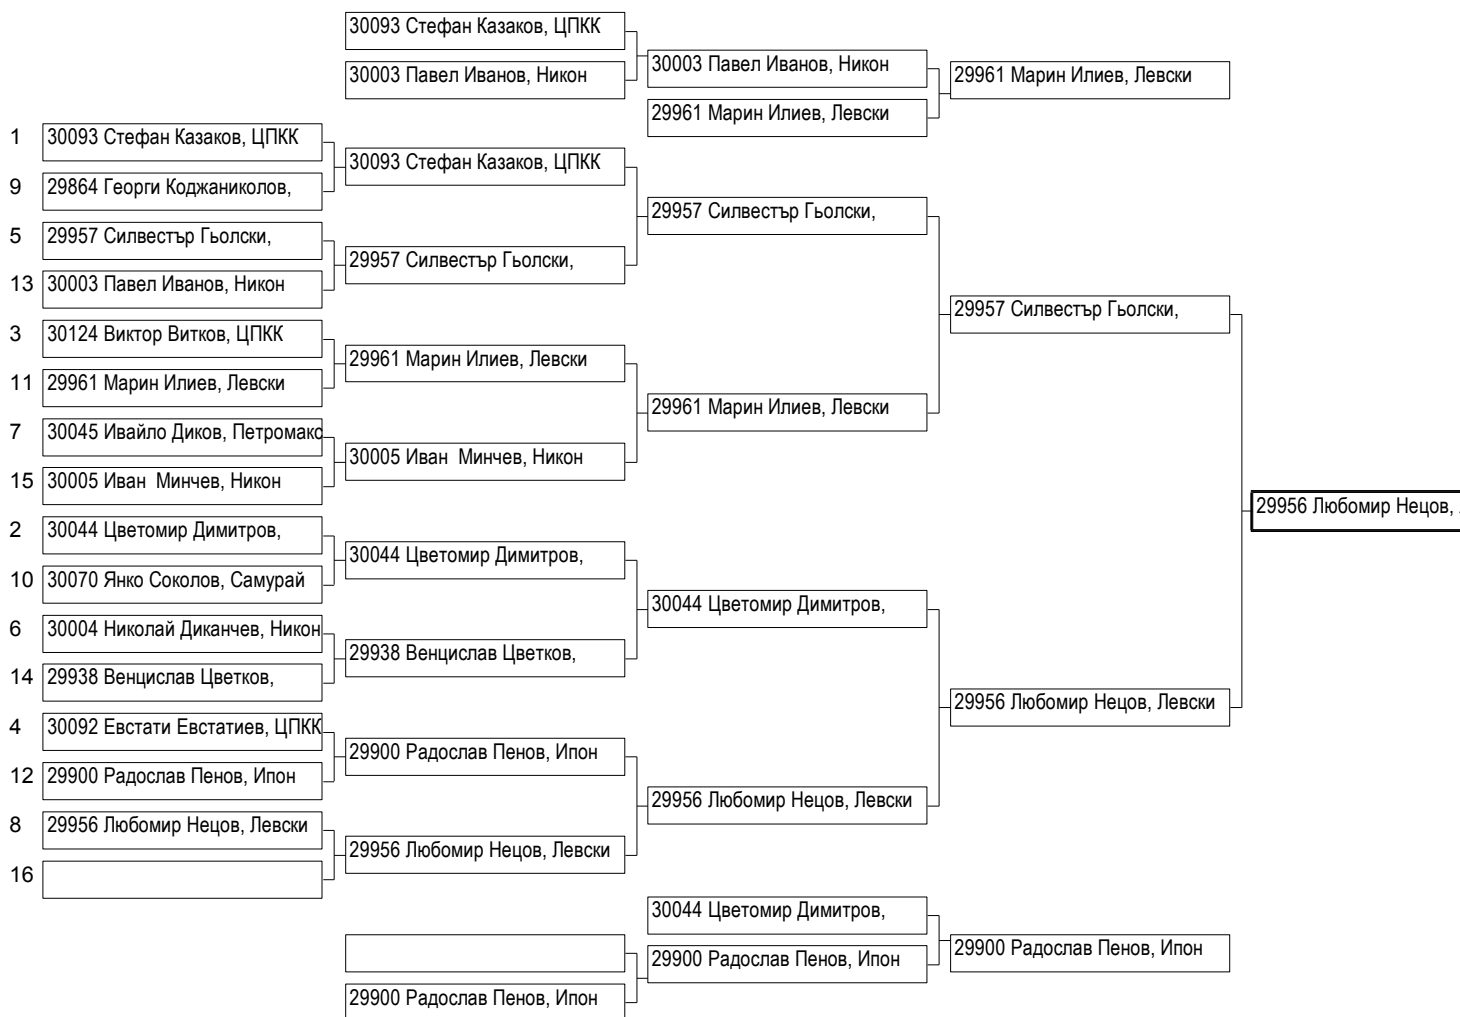 30093 Стефан Казаков, ЦПКК
30003 Павел Иванов, Никон
30003 Павел Иванов, Никон
29961 Марин Илиев, Левски
29961 Марин Илиев, Левски
1 30093 Стефан Казаков, ЦПКК
9 29864 Георги Коджаниколов,
5 29957 Силвестър Гьолски,
13 30003 Павел Иванов, Никон
3 30124 Виктор Витков, ЦПКК
11 29961 Марин Илиев, Левски
7 30045 Ивайло Диков, Петромакс
15 30005 Иван Минчев, Никон
2 30044 Цветомир Димитров,
10 30070 Янко Соколов, Самурай
6 30004 Николай Диканчев, Никон
14 29938 Венцислав Цветков,
4 30092 Евстати Евстатиев, ЦПКК
12 29900 Радослав Пенов, Ипон
8 29956 Любомир Нецов, Левски
16
30093 Стефан Казаков, ЦПКК
29957 Силвестър Гьолски,
29961 Марин Илиев, Левски
30005 Иван Минчев, Никон
30044 Цветомир Димитров,
29938 Венцислав Цветков,
29900 Радослав Пенов, Ипон
29956 Любомир Нецов, Левски
29957 Силвестър Гьолски,
29961 Марин Илиев, Левски
30044 Цветомир Димитров,
29956 Любомир Нецов, Левски
29957 Силвестър Гьолски,
29956 Любомир Нецов, Левски
29956 Любомир Нецов,
30044 Цветомир Димитров,
29900 Радослав Пенов, Ипон
29900 Радослав Пенов, Ипон
29900 Радослав Пенов, Ипон